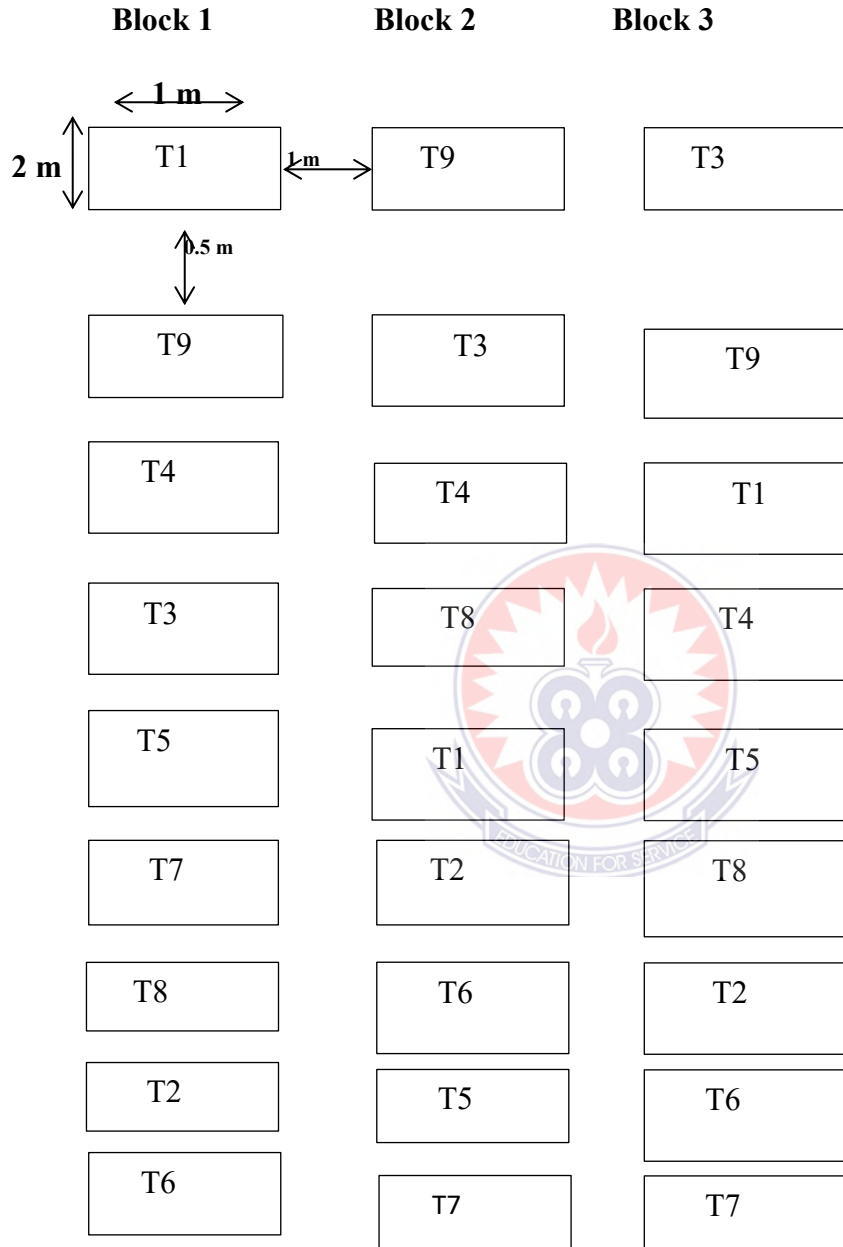 Block 1 Block 2 Block 3
1 m
2 m T1 1 m T9 T3
0.5 m
T9 T3 T9
T4 T4 T1
T3 T8 T4
T5 T1 T5
EDUCATION FOR SERVICE
T7 T2 T8
T8 T6 T2
T2 T5 T6
T6 T7 T7